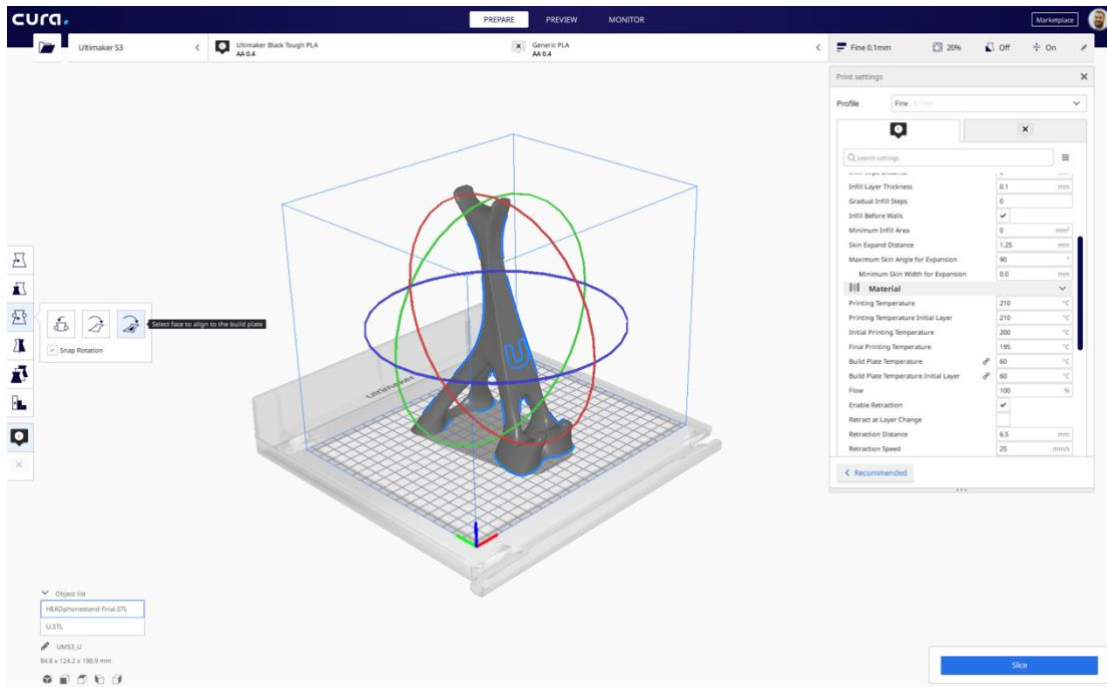 cura.
PREPARE PREVIEW MONITOR
Marketplace
Ultimaker S3
Ultimaker Black Tough PLA
AA 0.4
Generic PLA
AA 0.4
Fine 0.1mm 20% Off On
Print settings
Profile Fine 0.1mm
search settings
Infill Layer Thickness 0.1 mm
Gradual Infill Steps 0
Infill Before Walls
Minimum Infill Area 0 mm²
Skin Expand Distance 1.25 mm
Maximum Skin Angle for Expansion 90 °
Minimum Skin Width for Expansion 0.0 mm
Material
Printing Temperature 210 °C
Printing Temperature Initial Layer 210 °C
Initial Printing Temperature 200 °C
Final Printing Temperature 195 °C
Build Plate Temperature 60 °C
Build Plate Temperature Initial Layer 60 °C
Flow 100 %
Enable Retraction
Retract at Layer Change
Retraction Distance 6.5 mm
Retraction Speed 25 mm/s
Recommended
Select face to align to the build plate
Snap Rotation
ultimaker
U
Object list
HEADphonestand-final.STL
U.STL
UMS3_U
84.8 x 124.2 x 198.9 mm
Slice